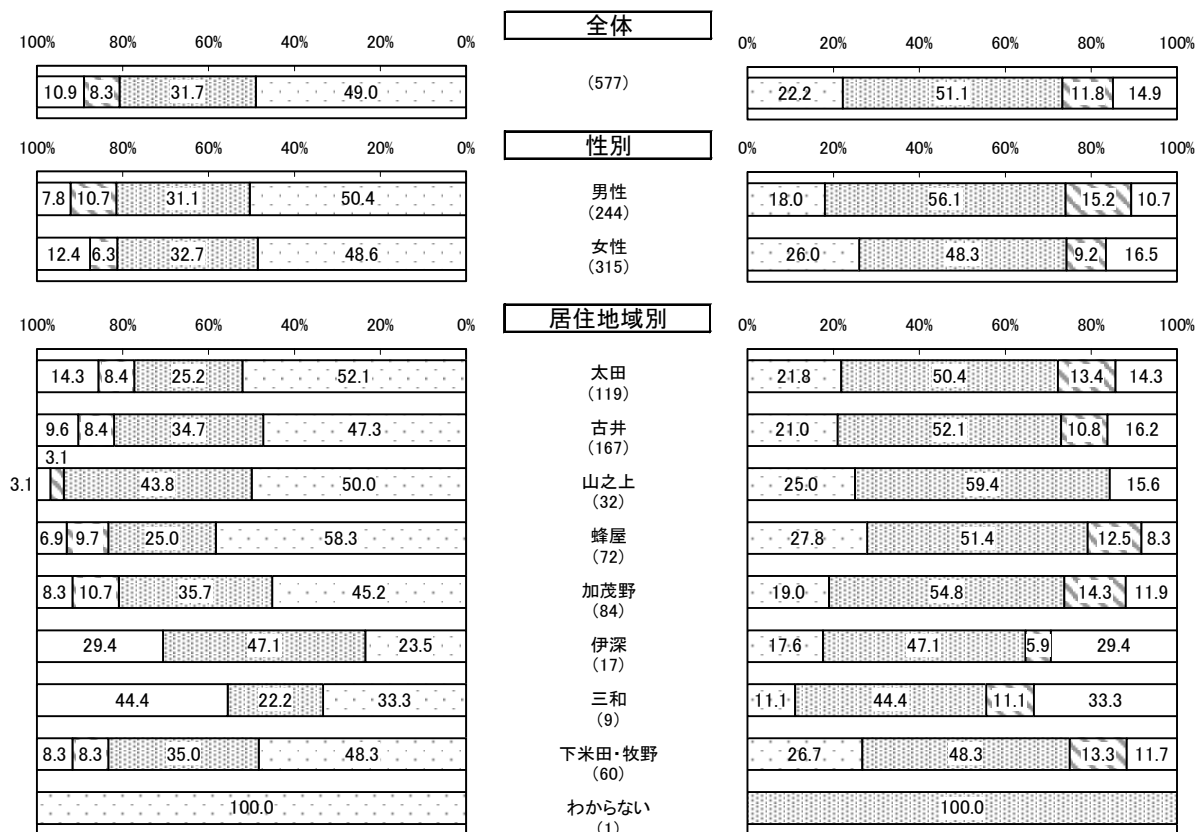 全体
100% 80% 60% 40% 20% 0% 0% 20% 40% 60% 80% 100%
10.9 8.3 31.7 49.0 (577) 22.2 51.1 11.8 14.9
性別
100% 80% 60% 40% 20% 0% 0% 20% 40% 60% 80% 100%
男性
7.8 10.7 31.1 50.4 (244) 18.0 56.1 15.2 10.7
女性
12.4 6.3 32.7 48.6 (315) 26.0 48.3 9.2 16.5
居住地域別
100% 80% 60% 40% 20% 0% 0% 20% 40% 60% 80% 100%
太田
14.3 8.4 25.2 52.1 (119) 21.8 50.4 13.4 14.3
古井
9.6 8.4 34.7 47.3 (167) 21.0 52.1 10.8 16.2
3.1
山之上
3.1 43.8 50.0 (32) 25.0 59.4 15.6
蜂屋
6.9 9.7 25.0 58.3 (72) 27.8 51.4 12.5 8.3
加茂野
8.3 10.7 35.7 45.2 (84) 19.0 54.8 14.3 11.9
伊深
29.4 47.1 23.5 (17) 17.6 47.1 5.9 29.4
三和
44.4 22.2 33.3 (9) 11.1 44.4 11.1 33.3
下米田・牧野
8.3 8.3 35.0 48.3 (60) 26.7 48.3 13.3 11.7
わからない
100.0 (1) 100.0